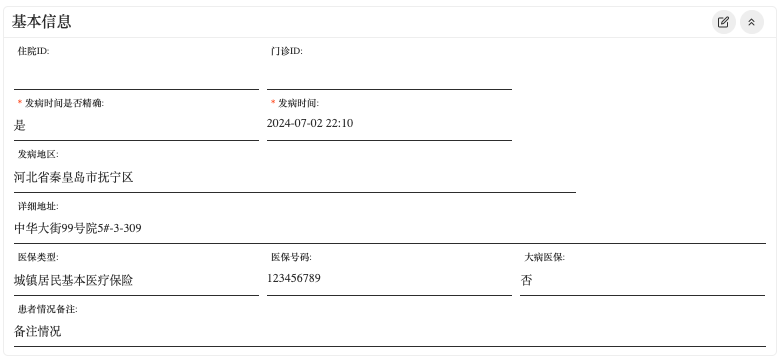 基本信息
住院ID: 门诊ID:
* 发病时间是否精确: * 发病时间:
是 2024-07-02 22:10
发病地区:
河北省秦皇岛市抚宁区
详细地址:
中华大街99号院5#-3-309
医保类型: 医保号码: 大病医保:
城镇居民基本医疗保险 123456789 否
患者情况备注:
备注情况